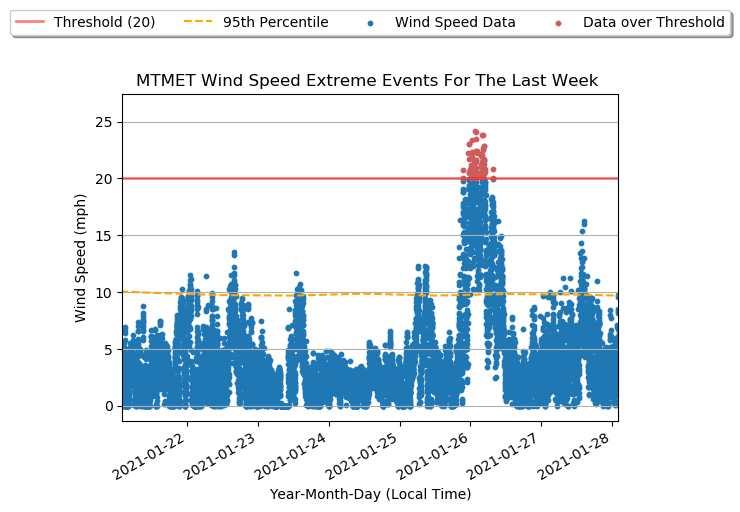 Threshold (20) 95th Percentile Wind Speed Data Data over Threshold
MTMET Wind Speed Extreme Events For The Last Week
25
20
15
10
5
0
Wind Speed (mph)
2021-01-22 2021-01-23 2021-01-24 2021-01-25 2021-01-26 2021-01-27 2021-01-28
Year-Month-Day (Local Time)